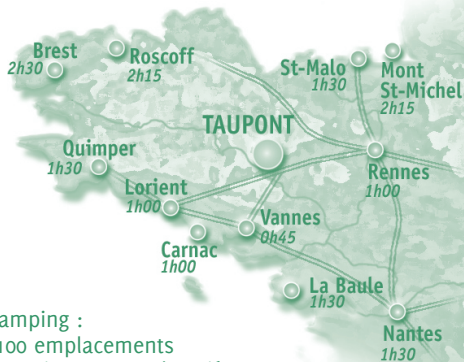 Brest
2h30
Roscoff
2h15
St-Malo
1h30
Mont
St-Michel
2h15
TAUPONT
Quimper
1h30
Rennes
1h00
Lorient
1h00
Vannes
0h45
Carnac
1h00
La Baule
1h30
Nantes
1h30
amping :
100 emplacements